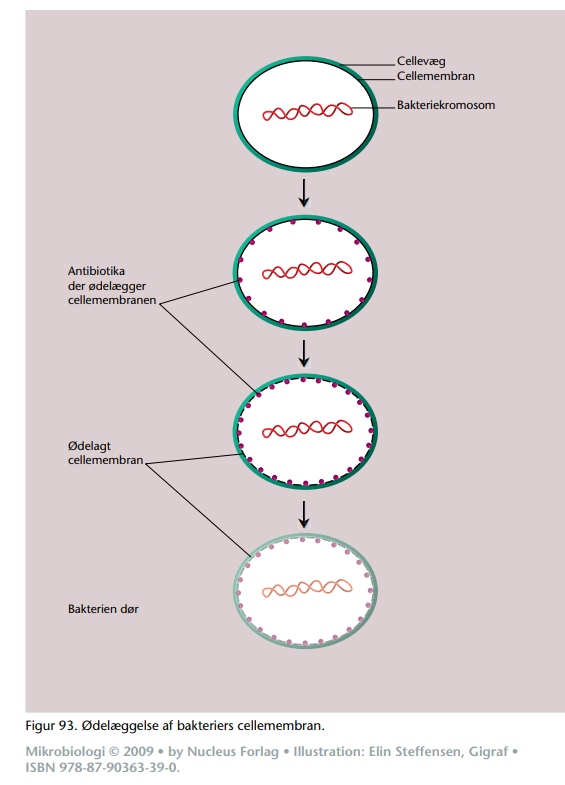 Cellevæg
Cellemembran
Bakteriekromosom
Antibiotika
der ødelægger
cellemembranen
Ødelagt
cellemembran
Bakterien dør
Figur 93. Ødelæggelse af bakteriers cellemembran.
Mikrobiologi © 2009 • by Nucleus Forlag • Illustration: Elin Steffensen, Gigraf •
ISBN 978-87-90363-39-0.